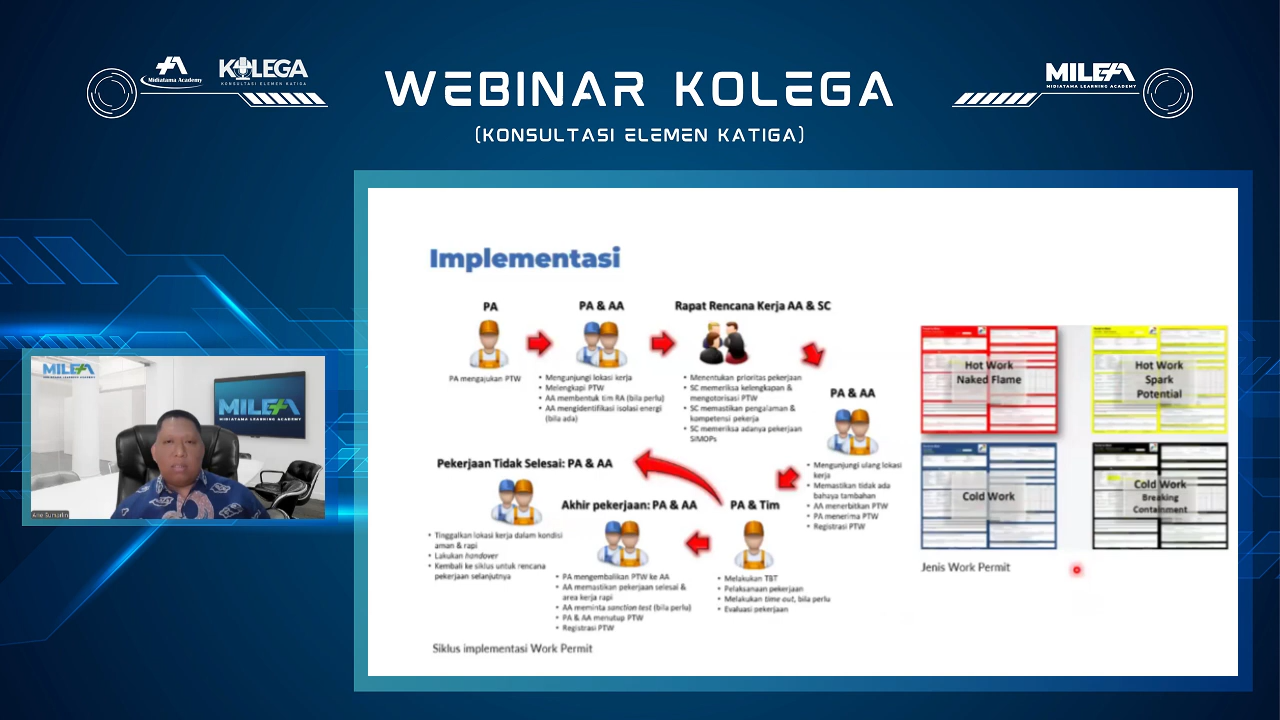 Midiatama Academy
KOLEGA
KONSULTASI ELEMEN KATIGA
WEBINAR KOLEGA
(KONSULTASI ELEMEN KATIGA)
MILEA
MIDIATAMA LEARNING ACADEMY
MILEA
MILEA
MIDIATAMA LEARNING ACADEMY
Implementasi
PA
PA mengajukan PTW
PA & AA
• Mengunjungi lokasi kerja
• Melengkapi PTW
• AA membentuk tim RA (bila perlu)
• AA mengidentifikasi isolasi energi
(bila ada)
Rapat Rencana Kerja AA & SC
• Menentukan prioritas pekerjaan
• SC memeriksa kelengkapan &
mengotorisasi PTW
• SC memastikan pengalaman &
kompetensi pekerja
• SC memeriksa adanya pekerjaan
SIMOPs
PA & AA
• Mengunjungi ulang lokasi
kerja
• Memastikan tidak ada
bahaya tambahan
• AA menerbitkan PTW
• PA menerima PTW
• Registrasi PTW
PA & Tim
• Melakukan TBT
• Pelaksanaan pekerjaan
• Melakukan time out, bila perlu
• Evaluasi pekerjaan
Akhir pekerjaan: PA & AA
• PA mengembalikan PTW ke AA
• AA memastikan pekerjaan selesai &
area kerja rapi
• AA meminta sanction test (bila perlu)
• PA & AA menutup PTW
• Registrasi PTW
Pekerjaan Tidak Selesai: PA & AA
• Tinggalkan lokasi kerja dalam kondisi
aman & rapi
• Lakukan handover
• Kembali ke siklus untuk rencana
pekerjaan selanjutnya
Siklus implementasi Work Permit
Hot Work
Naked Flame
Hot Work
Spark
Potential
Cold Work
Cold Work
Breaking
Containment
Jenis Work Permit